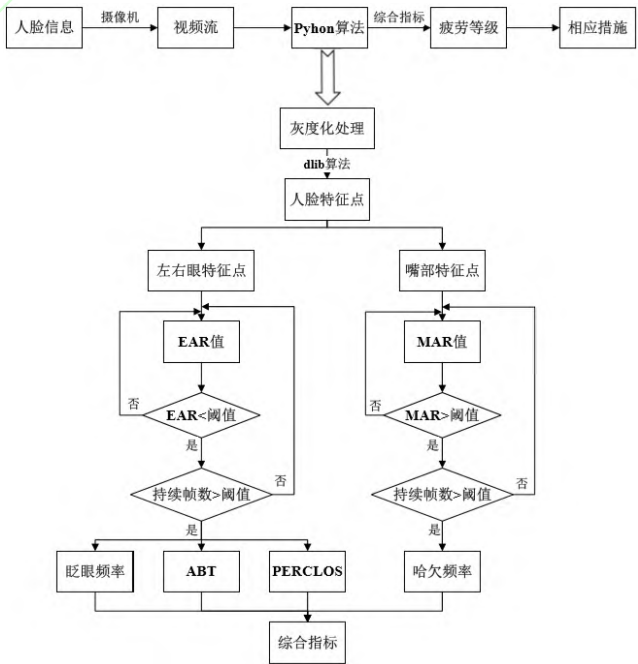 人脸信息
摄像机
视频流
Pyhon算法
综合指标
疲劳等级
相应措施
灰度化处理
dlib算法
人脸特征点
左右眼特征点
嘴部特征点
EAR值
MAR值
否
EAR<阈值
否
MAR>阈值
是
是
持续帧数>阈值
否
持续帧数>阈值
否
是
是
眨眼频率
ABT
PERCLOS
哈欠频率
综合指标